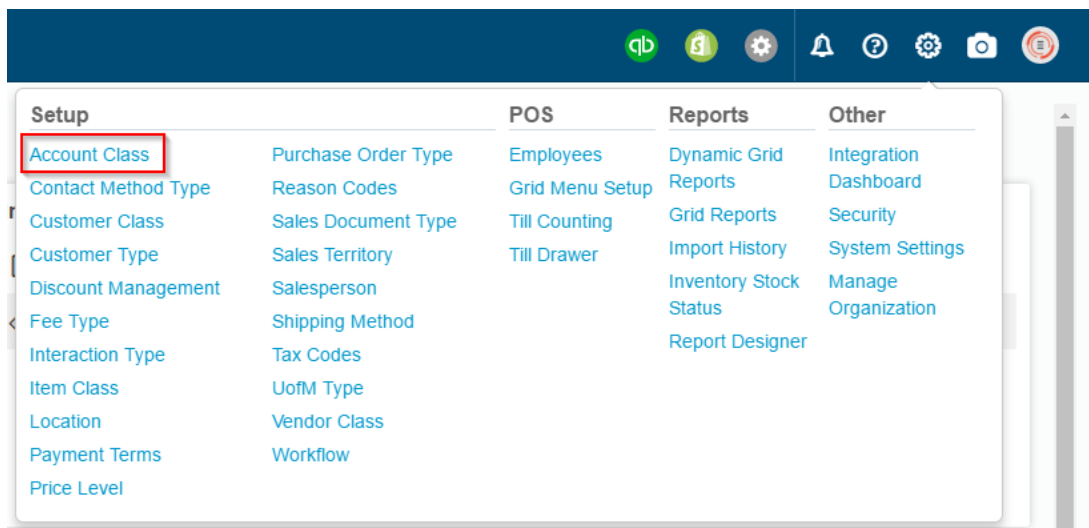 qb
Setup
Account Class
Contact Method Type
Customer Class
Customer Type
Discount Management
Fee Type
Interaction Type
Item Class
Location
Payment Terms
Price Level
Purchase Order Type
Reason Codes
Sales Document Type
Sales Territory
Salesperson
Shipping Method
Tax Codes
UofM Type
Vendor Class
Workflow
POS
Employees
Grid Menu Setup
Till Counting
Till Drawer
Reports
Dynamic Grid
Reports
Grid Reports
Import History
Inventory Stock
Status
Report Designer
Other
Integration
Dashboard
Security
System Settings
Manage
Organization